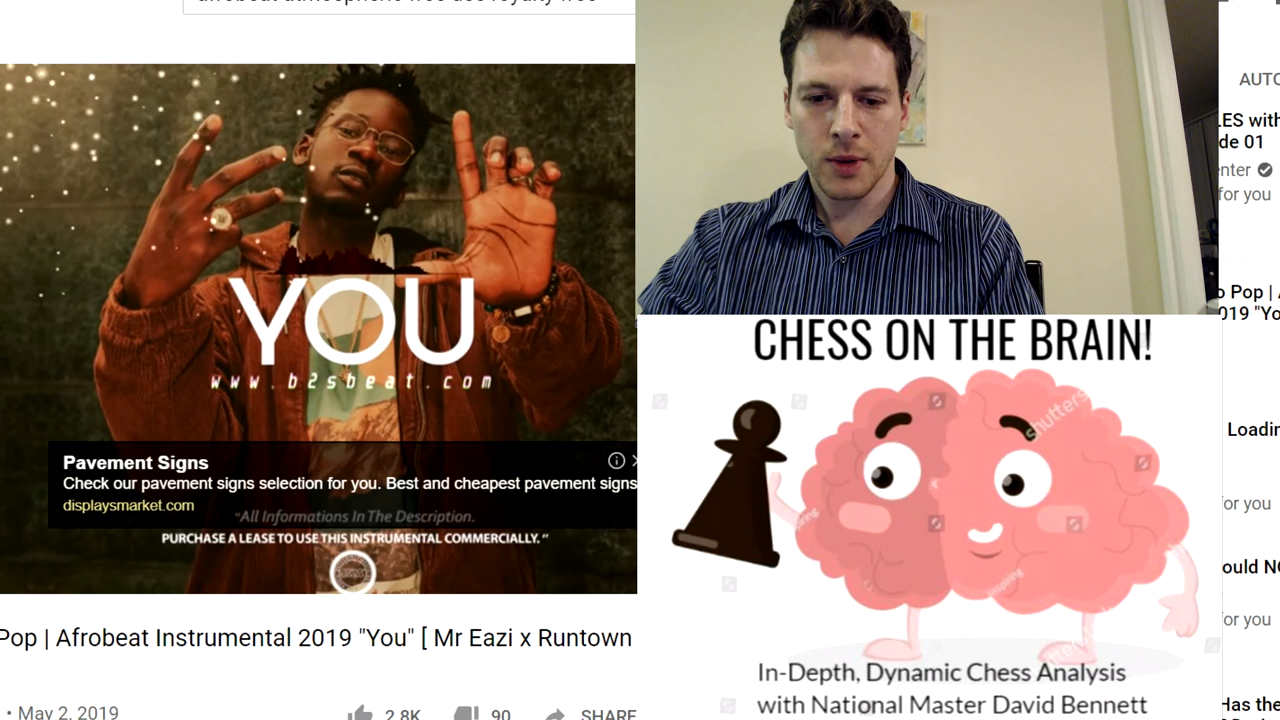 YOU
www.b2sbeat.com
Pavement Signs
Check our pavement signs selection for you. Best and cheapest pavement signs
displaysmarket.com
"All Informations In The Description.
PURCHASE A LEASE TO USE THIS INSTRUMENTAL COMMERCIALLY."
Pop | Afrobeat Instrumental 2019 "You" [ Mr Eazi x Runtown
• May 2, 2019
2.8K
90
SHARE
CHESS ON THE BRAIN!
In-Depth, Dynamic Chess Analysis
with National Master David Bennett
AUTO
LES with
de 01
enter
for you
o Pop | A
019 "Yo
Loadin
for you
ould NO
for you
Has the